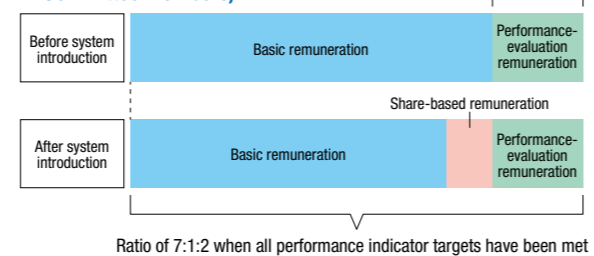 Before system
introduction
Basic remuneration
Performance-
evaluation
remuneration
Share-based remuneration
After system
introduction
Basic remuneration
Performance-
evaluation
remuneration
Ratio of 7:1:2 when all performance indicator targets have been met